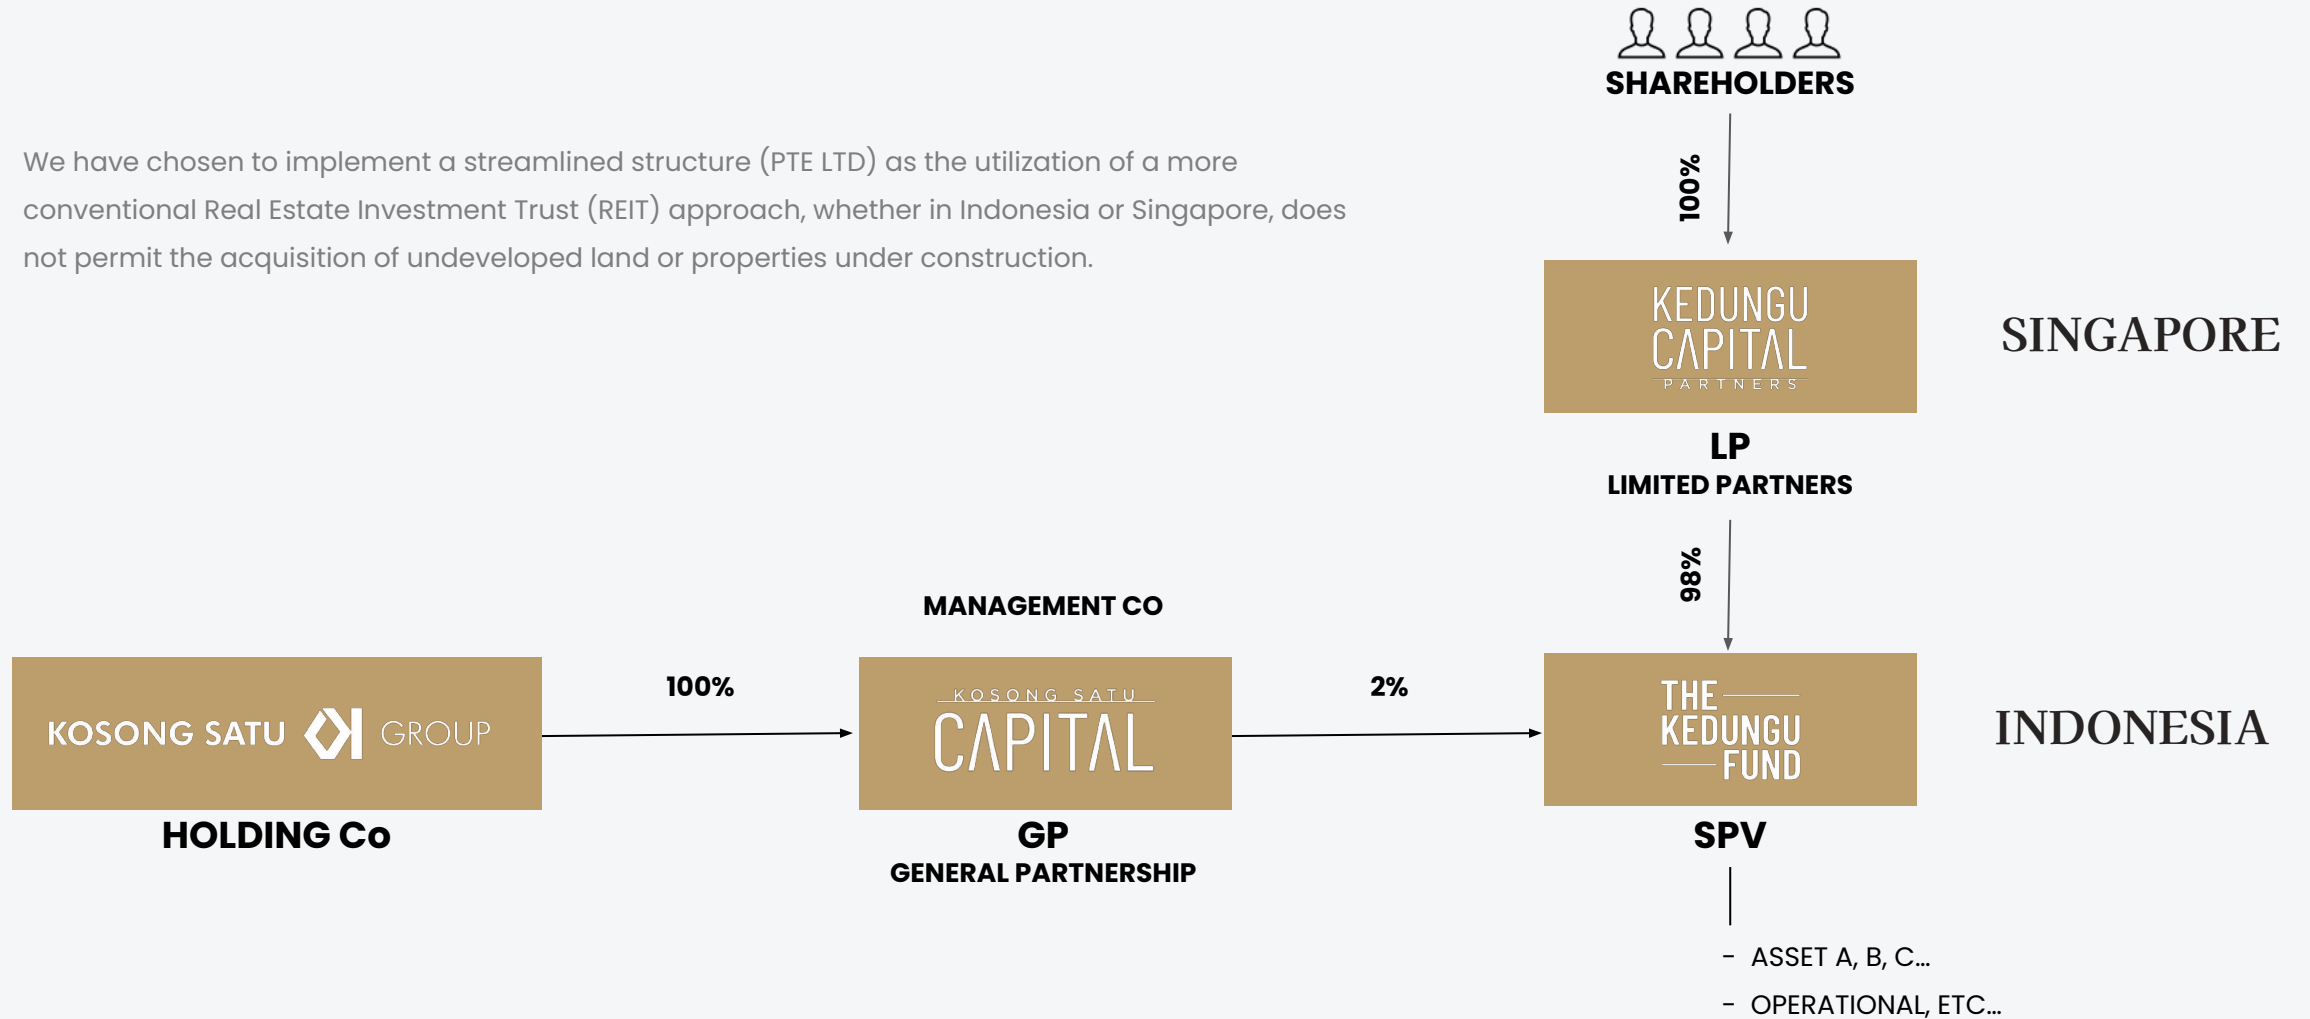 SHAREHOLDERS
We have chosen to implement a streamlined structure (PTE LTD) as the utilization of a more
conventional Real Estate Investment Trust (REIT) approach, whether in Indonesia or Singapore, does
not permit the acquisition of undeveloped land or properties under construction.
100%
KEDUNGU
CAPITAL
PARTNERS
SINGAPORE
LP
LIMITED PARTNERS
98%
MANAGEMENT CO
KOSONG SATU GROUP
100%
KOSONG SATU
CAPITAL
2%
THE
KEDUNGU
FUND
INDONESIA
HOLDING Co
GP
GENERAL PARTNERSHIP
SPV
- ASSET A, B, C...
- OPERATIONAL, ETC...